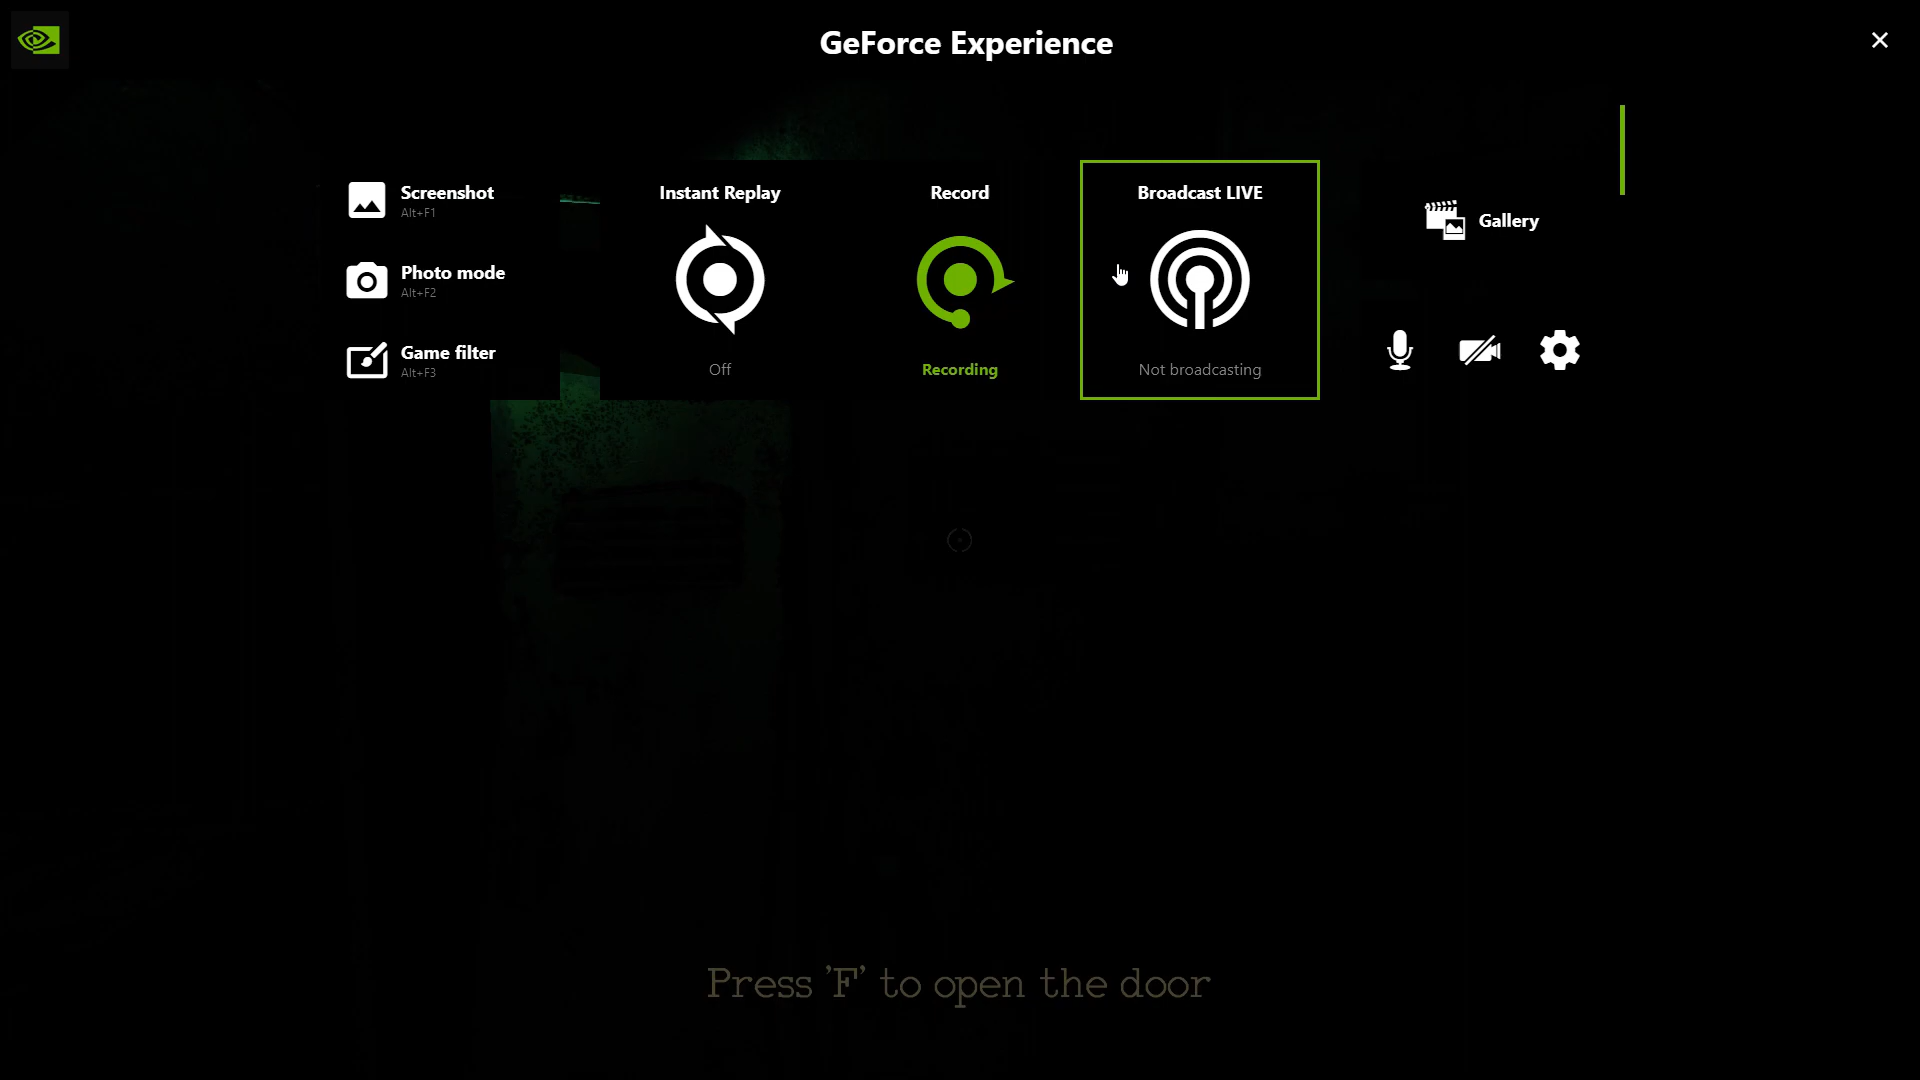 GeForce Experience
Screenshot
Alt+F1
Photo mode
Alt+F2
Game filter
Alt+F3
Instant Replay
Off
Record
Recording
Broadcast LIVE
Not broadcasting
Gallery
Press 'F' to open the door